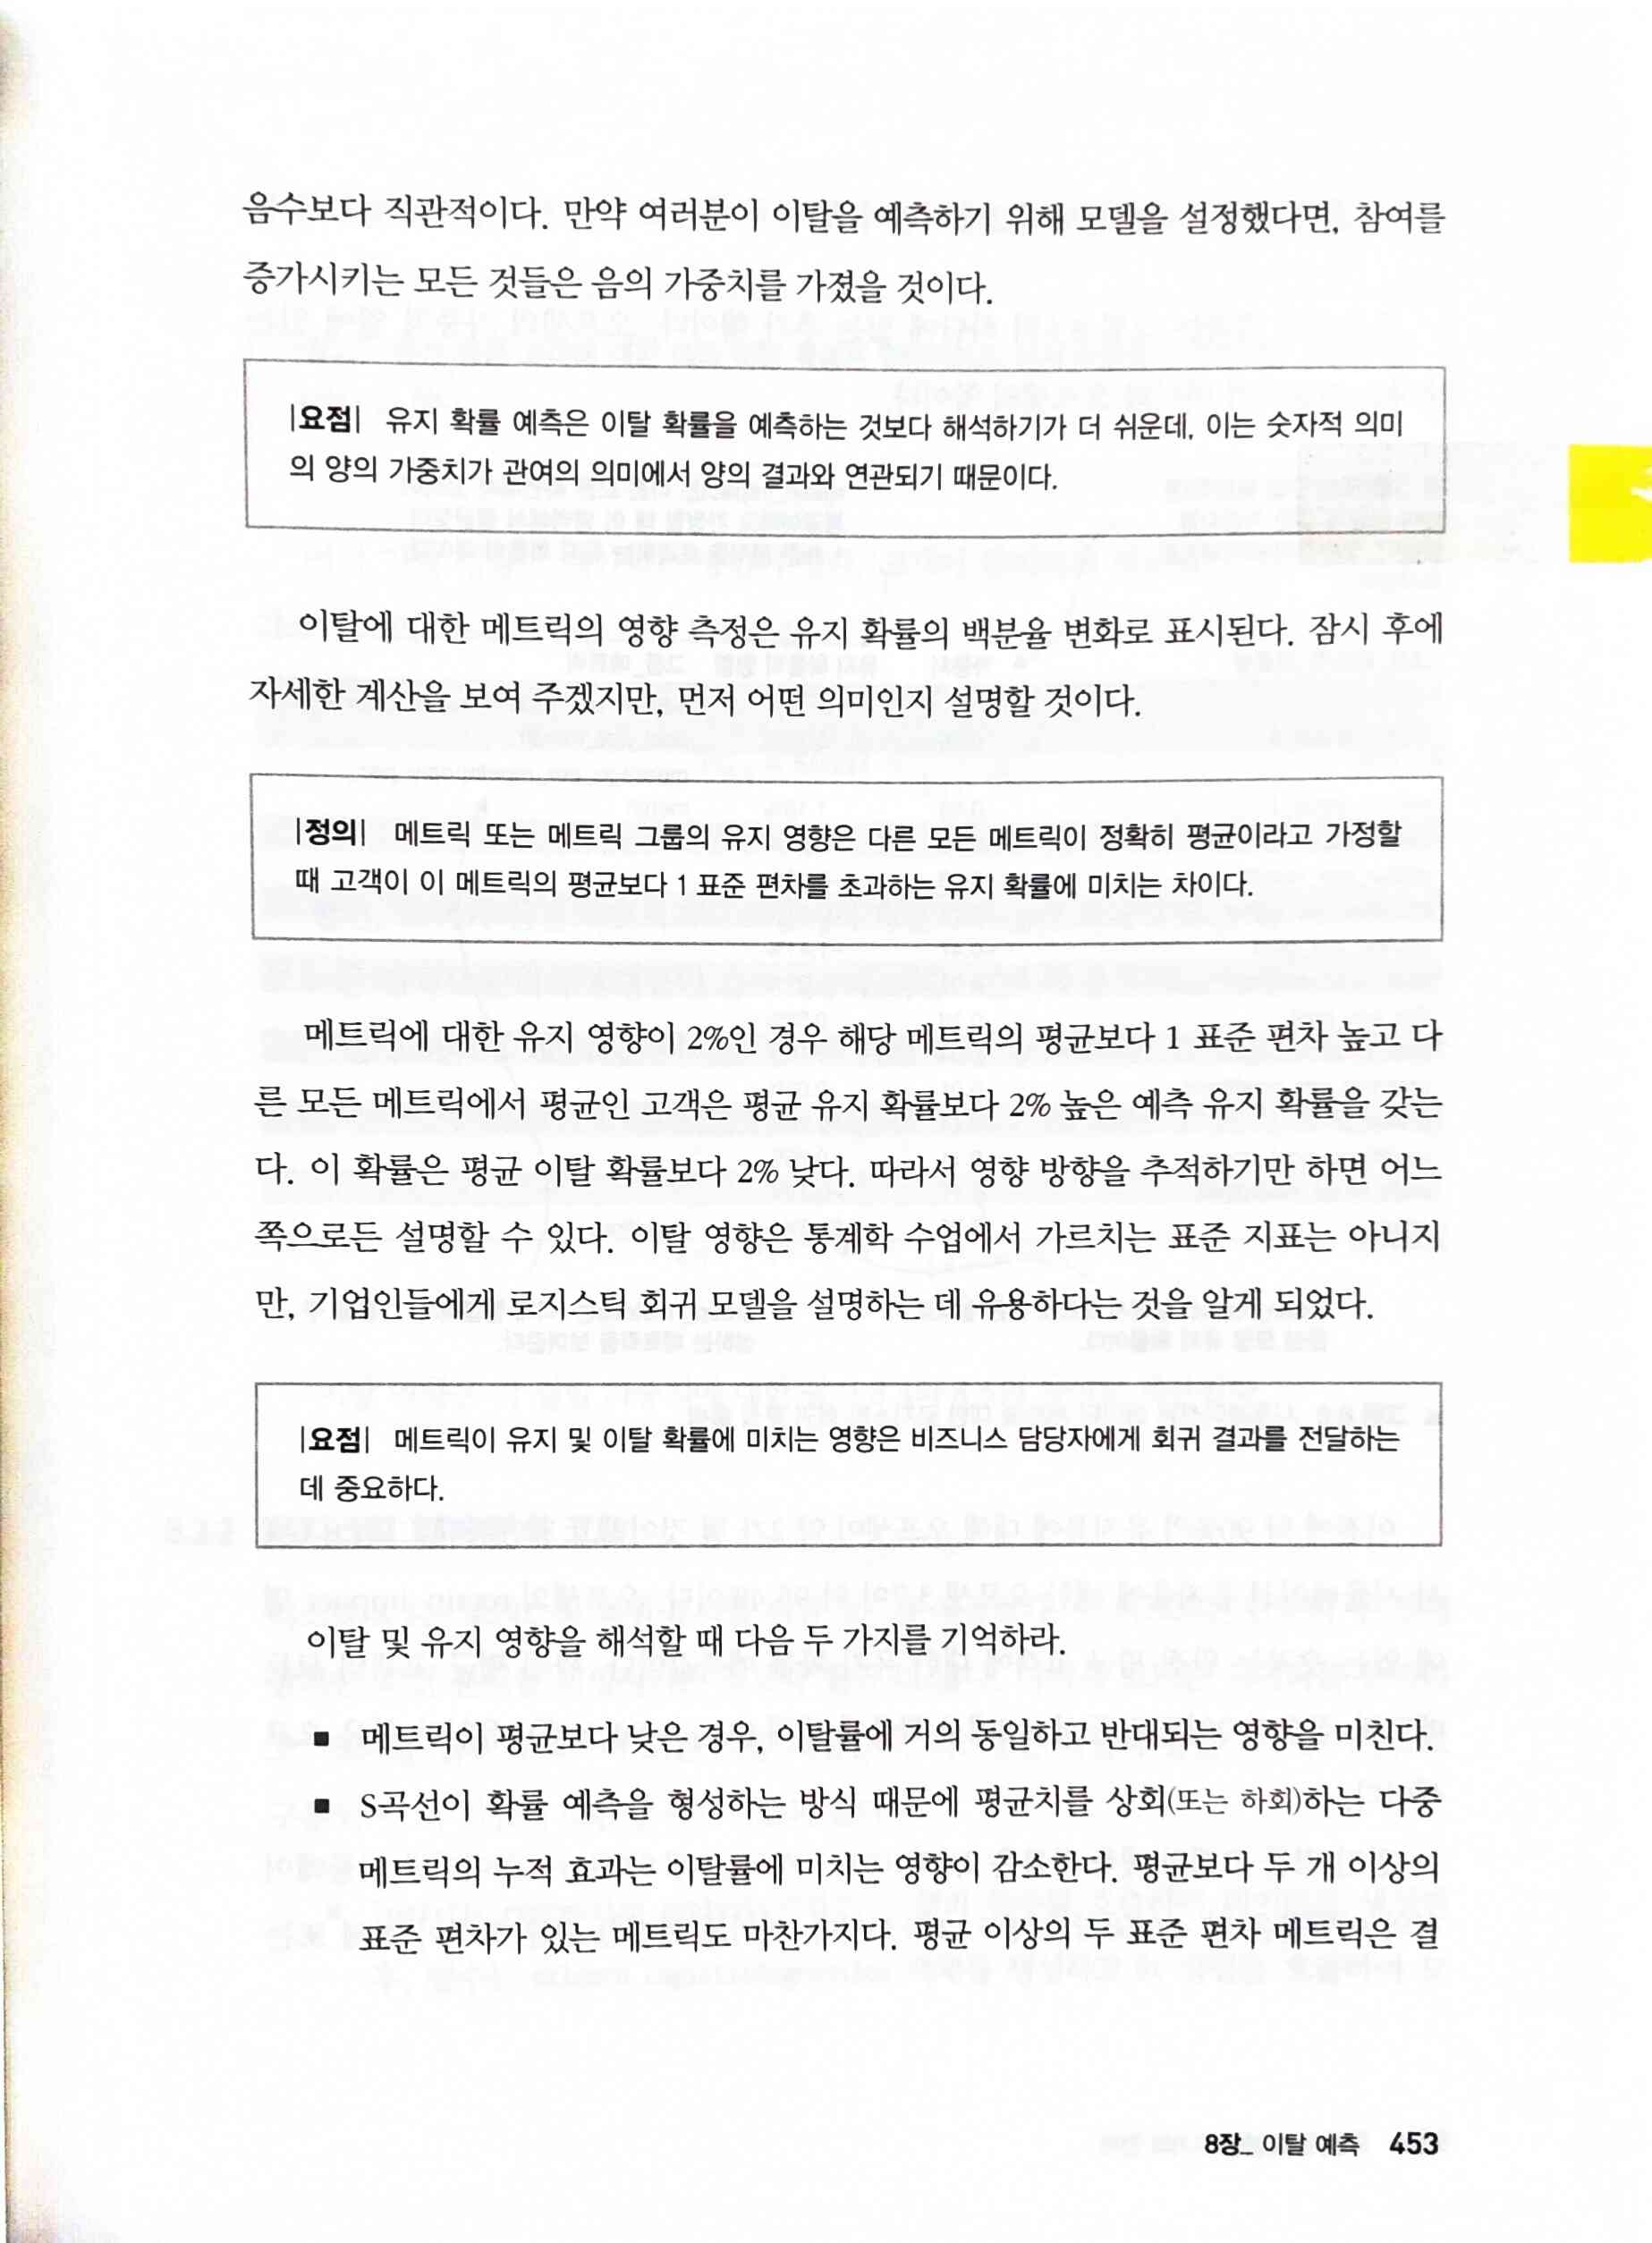 음수보다 직관적이다. 만약 여러분이 이탈을 예측하기 위해 모델을 설정했다면, 참여를
증가시키는 모든 것들은 음의 가중치를 가졌을 것이다.
|요점| 유지 확률 예측은 이탈 확률을 예측하는 것보다 해석하기가 더 쉬운데, 이는 숫자적 의미
의 양의 가중치가 관여의 의미에서 양의 결과와 연관되기 때문이다.
이탈에 대한 메트릭의 영향 측정은 유지 확률의 백분율 변화로 표시된다. 잠시 후에
자세한 계산을 보여 주겠지만, 먼저 어떤 의미인지 설명할 것이다.
|정의| 메트릭 또는 메트릭 그룹의 유지 영향은 다른 모든 메트릭이 정확히 평균이라고 가정할
때 고객이 이 메트릭의 평균보다 1 표준 편차를 초과하는 유지 확률에 미치는 차이다.
메트릭에 대한 유지 영향이 2%인 경우 해당 메트릭의 평균보다 1 표준 편차 높고 다
른 모든 메트릭에서 평균인 고객은 평균 유지 확률보다 2% 높은 예측 유지 확률을 갖는
다. 이 확률은 평균 이탈 확률보다 2% 낮다. 따라서 영향 방향을 추적하기만 하면 어느
쪽으로든 설명할 수 있다. 이탈 영향은 통계학 수업에서 가르치는 표준 지표는 아니지
만, 기업인들에게 로지스틱 회귀 모델을 설명하는 데 유용하다는 것을 알게 되었다.
|요점| 메트릭이 유지 및 이탈 확률에 미치는 영향은 비즈니스 담당자에게 회귀 결과를 전달하는
데 중요하다.
이탈 및 유지 영향을 해석할 때 다음 두 가지를 기억하라.
■ 메트릭이 평균보다 낮은 경우, 이탈률에 거의 동일하고 반대되는 영향을 미친다.
■ S곡선이 확률 예측을 형성하는 방식 때문에 평균치를 상회(또는 하회)하는 다중
메트릭의 누적 효과는 이탈률에 미치는 영향이 감소한다. 평균보다 두 개 이상의
표준 편차가 있는 메트릭도 마찬가지다. 평균 이상의 두 표준 편차 메트릭은 결
8장_ 이탈 예측 453